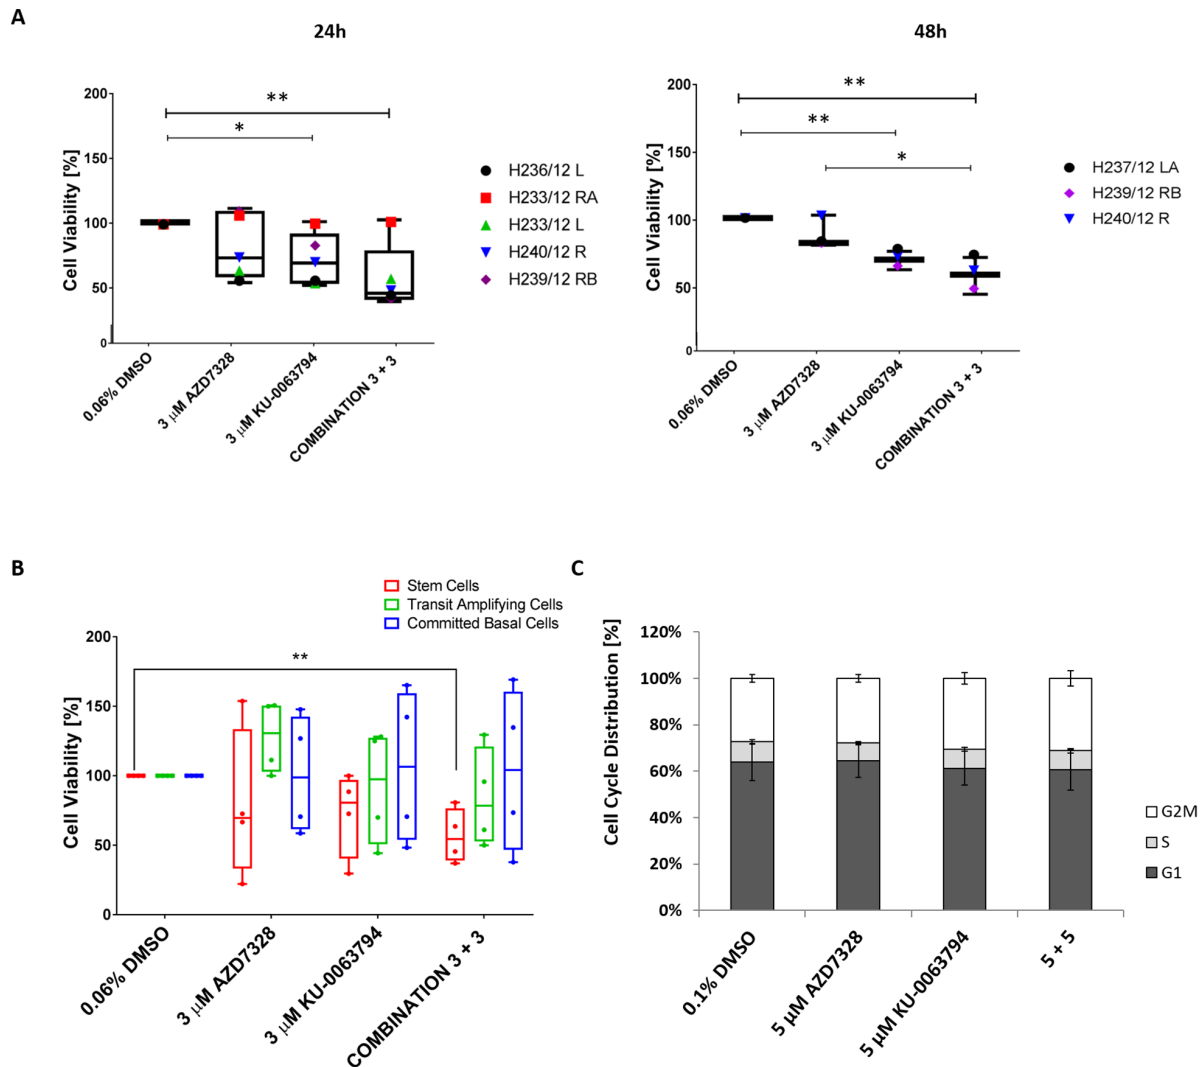 A
24h
48h
Cell Viability [%]
200
150
100
50
0
**
*
0.06% DMSO
3 μM AZD7328
3 μM KU-0063794
COMBINATION 3 + 3
H236/12 L
H233/12 RA
H233/12 L
H240/12 R
H239/12 RB
Cell Viability [%]
200
150
100
50
0
**
**
*
0.06% DMSO
3 μM AZD7328
3 μM KU-0063794
COMBINATION 3 + 3
H237/12 LA
H239/12 RB
H240/12 R
B
Stem Cells
Transit Amplifying Cells
Committed Basal Cells
Cell Viability [%]
200
150
100
50
0
**
0.06% DMSO
3 μM AZD7328
3 μM KU-0063794
COMBINATION 3 + 3
C
Cell Cycle Distribution [%]
120%
100%
80%
60%
40%
20%
0%
0.1% DMSO
5 μM AZD7328
5 μM KU-0063794
5 + 5
G2M
S
G1